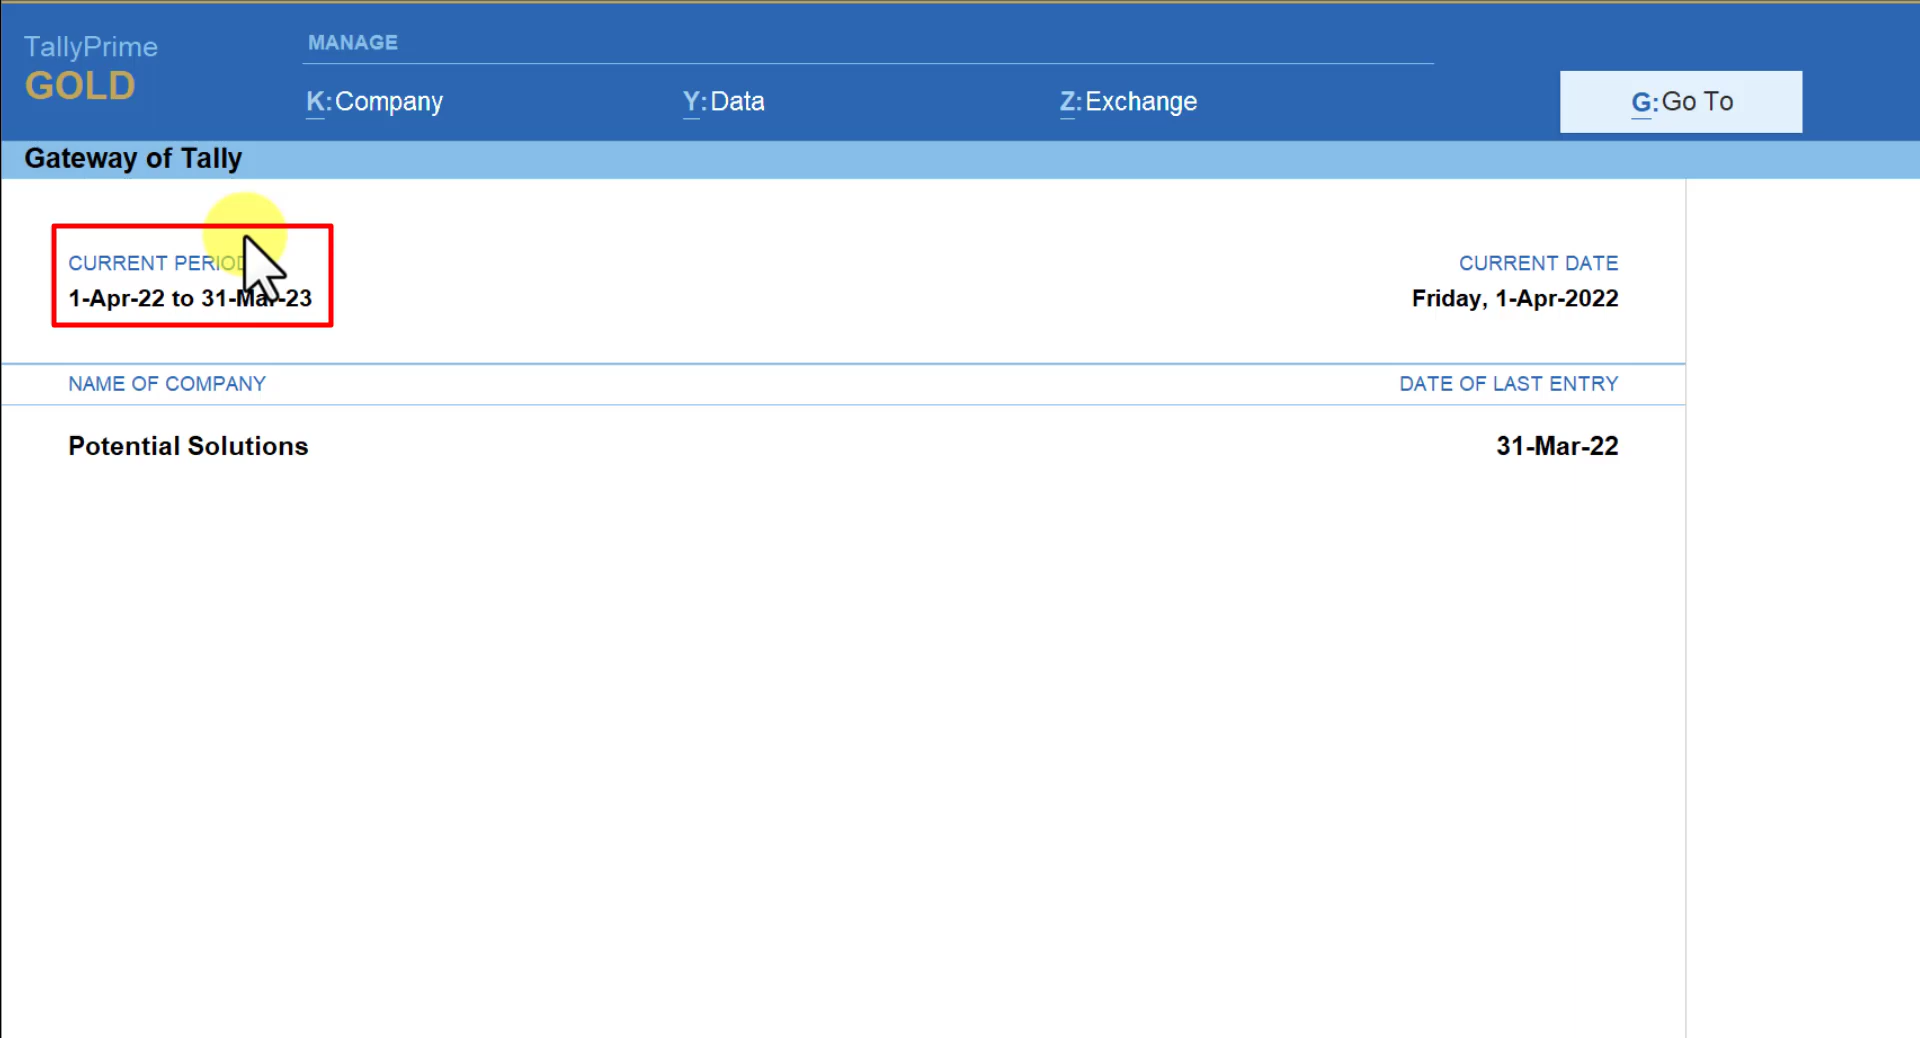 TallyPrime
GOLD
MANAGE
K:Company
Y:Data
Z:Exchange
G:Go To
Gateway of Tally
CURRENT PERIOD
1-Apr-22 to 31-Mar-23
CURRENT DATE
Friday, 1-Apr-2022
NAME OF COMPANY
DATE OF LAST ENTRY
Potential Solutions
31-Mar-22